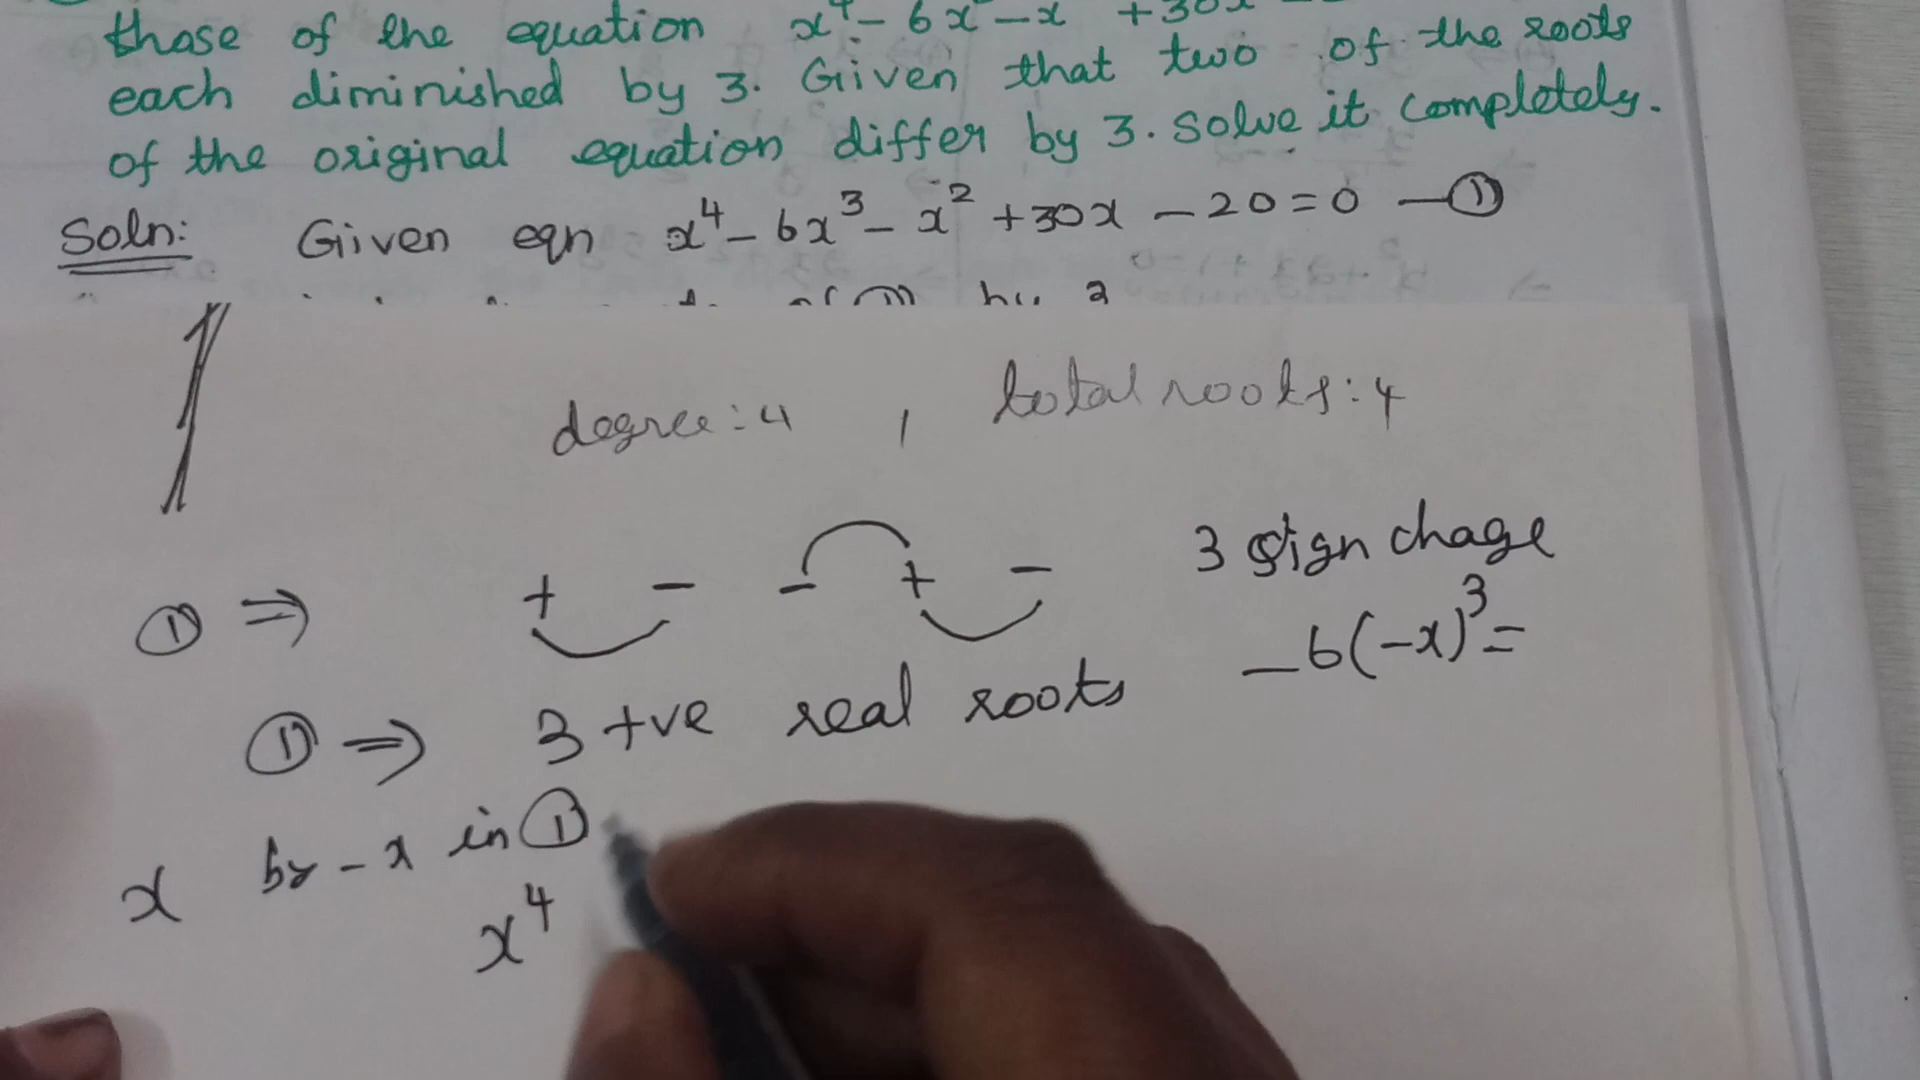 those of the equation x⁴ - 6x - x + 30x
each diminished by 3. Given that two of the roots
of the original equation differ by 3. Solve it completely.
Soln: Given eqn x⁴ - 6x³ - x² + 30x - 20 = 0 — ①
degree : 4 , total roots : 4
① ⇒ + - - + - 3 sign chage
-6(-x)³ =
① ⇒ 3 +ve real roots
x by -x in ①
x⁴